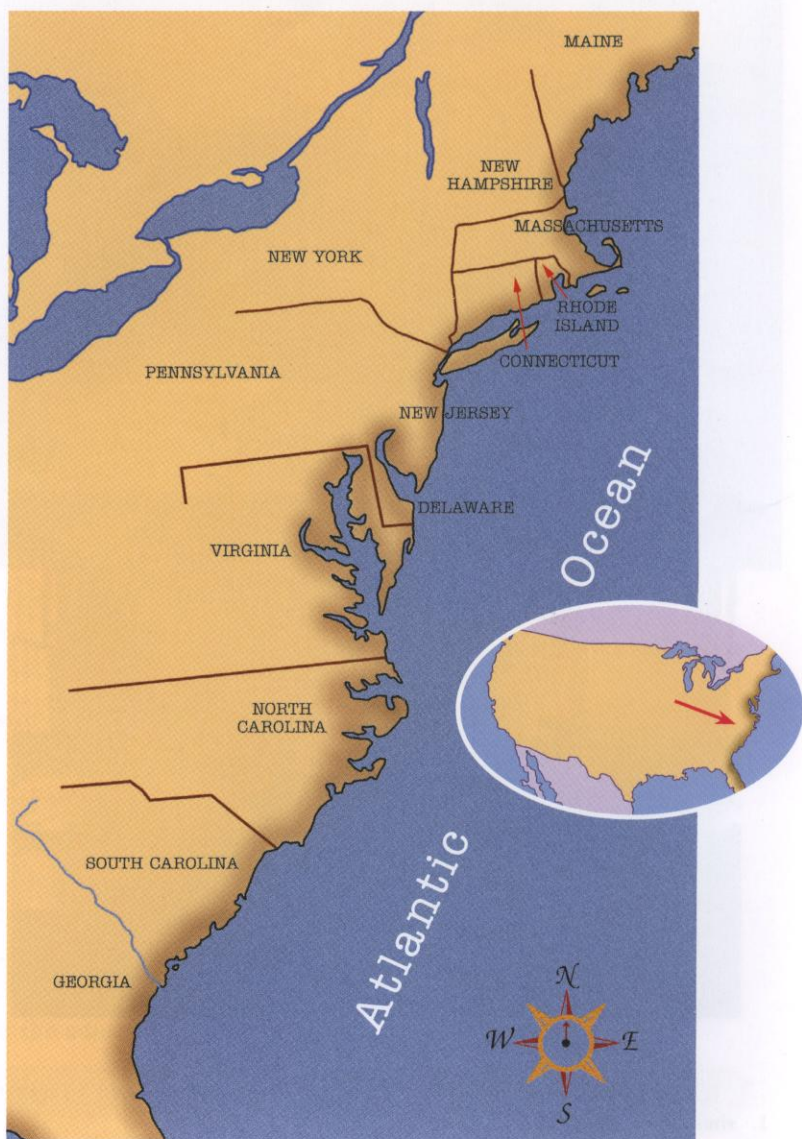 MAINE
NEW
HAMPSHIRE
MASSACHUSETTS
NEW YORK
RHODE
ISLAND
CONNECTICUT
PENNSYLVANIA
NEW JERSEY
DELAWARE
VIRGINIA
Ocean
NORTH
CAROLINA
SOUTH CAROLINA
Atlantic
GEORGIA
N
W
E
S